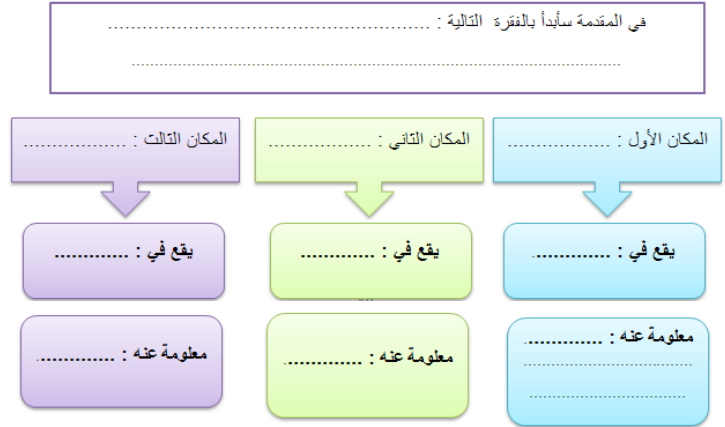 في المقدمة سأبدأ بالفقرة التالية : ......................................................
..........................................................................................................
المكان الأول : ..................
المكان الثاني : ..................
المكان الثالث : ..................
يقع في : ..............
يقع في : .............
يقع في : .............
...
معلومة عنه : ..............
......................................
...................................
معلومة عنه : ..............
معلومة عنه : ..............